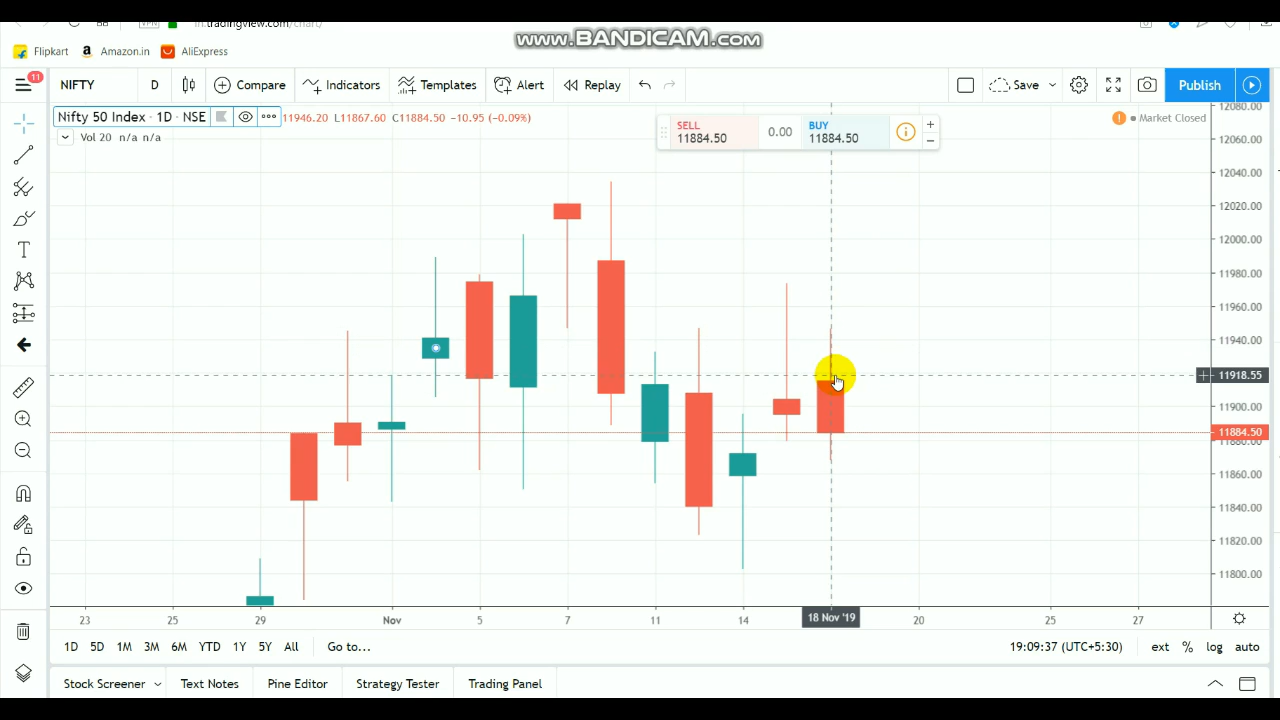 in.tradingview.com/chart/
www.BANDICAM.com
Flipkart Amazon.in AliExpress
11 NIFTY D Compare Indicators Templates Alert Replay Save Publish
Nifty 50 Index · 1D · NSE 11946.20 L11867.60 C11884.50 -10.95 (-0.09%)
SELL 11884.50 0.00 BUY 11884.50 + −
Market Closed
Vol 20 n/a n/a
12080.00
12060.00
12040.00
12020.00
12000.00
11980.00
11960.00
11940.00
11918.55
11900.00
11884.50
11880.00
11860.00
11840.00
11820.00
11800.00
23 25 29 Nov 5 7 11 14 18 Nov '19 20 25 27
1D 5D 1M 3M 6M YTD 1Y 5Y All Go to... 19:09:37 (UTC+5:30) ext % log auto
Stock Screener Text Notes Pine Editor Strategy Tester Trading Panel